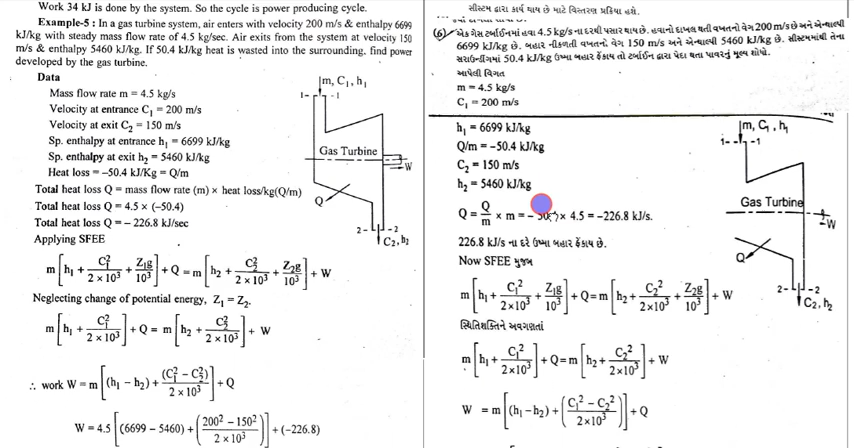 Work 34 kJ is done by the system. So the cycle is power producing cycle.
Example-5 : In a gas turbine system, air enters with velocity 200 m/s & enthalpy 6699
kJ/kg with steady mass flow rate of 4.5 kg/sec. Air exits from the system at velocity 150
m/s & enthalpy 5460 kJ/kg. If 50.4 kJ/kg heat is wasted into the surrounding. find power
developed by the gas turbine.
Data
Mass flow rate m = 4.5 kg/s
Velocity at entrance C₁ = 200 m/s
Velocity at exit C₂ = 150 m/s
Sp. enthalpy at entrance h₁ = 6699 kJ/kg
Sp. enthalpy at exit h₂ = 5460 kJ/kg
Heat loss = –50.4 kJ/Kg = Q/m
Total heat loss Q = mass flow rate (m) × heat loss/kg(Q/m)
Total heat loss Q = 4.5 × (–50.4)
Total heat loss Q = – 226.8 kJ/sec
Applying SFEE
m[h₁ + C₁²/(2 × 10³) + Z₁g/10³] + Q = m[h₂ + C₂²/(2 × 10³) + Z₂g/10³] + W
Neglecting change of potential energy, Z₁ = Z₂.
m[h₁ + C₁²/(2 × 10³)] + Q = m[h₂ + C₂²/(2 × 10³)] + W
∴ work W = m[(h₁ – h₂) + (C₁² – C₂²)/(2 × 10³)] + Q
W = 4.5[(6699 – 5460) + ((200² – 150²)/(2 × 10³))] + (–226.8)
m, C₁, h₁
1– –1
Gas Turbine
W
Q
2– –2
C₂, h₂
સીસ્ટમ દ્વારા કાર્ય થાય છે માટે વિસ્તરણ પ્રક્રિયા હશે.
(6) એક ગેસ ટર્બાઈનમાં હવા 4.5 kg/s ના દરથી પસાર થાય છે. હવાનો દાખલ થતી વખતનો વેગ 200 m/s છે અને એન્થાલ્પી
6699 kJ/kg છે. બહાર નીકળતી વખતનો વેગ 150 m/s અને એન્થાલ્પી 5460 kJ/kg છે. સીસ્ટમમાંથી તેના
સરાઉન્ડીંગમાં 50.4 kJ/kg ઉષ્મા બહાર ફેંકાય તો ટર્બાઈન દ્વારા પેદા થતા પાવરનું મૂલ્ય શોધો.
આપેલી વિગત
m = 4.5 kg/s
C₁ = 200 m/s
h₁ = 6699 kJ/kg
Q/m = –50.4 kJ/kg
C₂ = 150 m/s
h₂ = 5460 kJ/kg
Q = Q/m × m = – × 4.5 = –226.8 kJ/s.
226.8 kJ/s ના દરે ઉષ્મા બહાર ફેંકાય છે.
Now SFEE મુજબ
m[h₁ + C₁²/(2×10³) + Z₁g/10³] + Q = m[h₂ + C₂²/(2×10³) + Z₂g/10³] + W
સ્થિતિશક્તિને અવગણતાં
m[h₁ + C₁²/(2×10³)] + Q = m[h₂ + C₂²/(2×10³)] + W
W = m[(h₁ – h₂) + ((C₁² – C₂²)/(2×10³))] + Q
m, C₁, h₁
1– –1
Gas Turbine
W
Q
2– –2
C₂, h₂